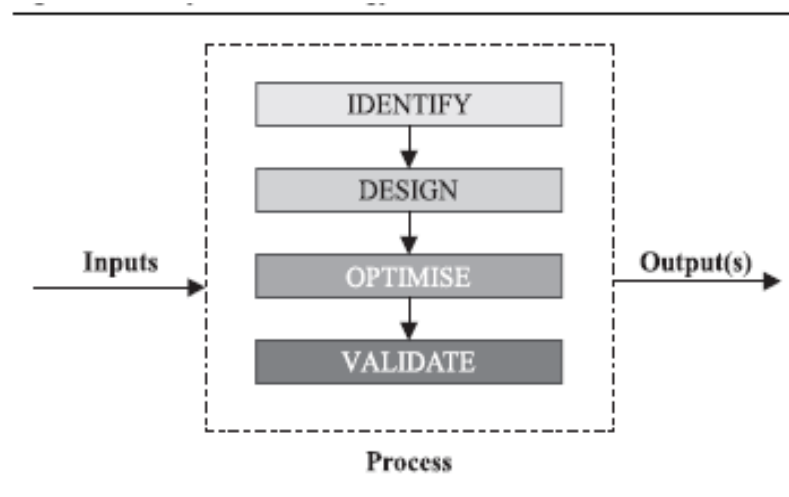 IDENTIFY
DESIGN
Inputs
Output(s)
OPTIMISE
VALIDATE
Process